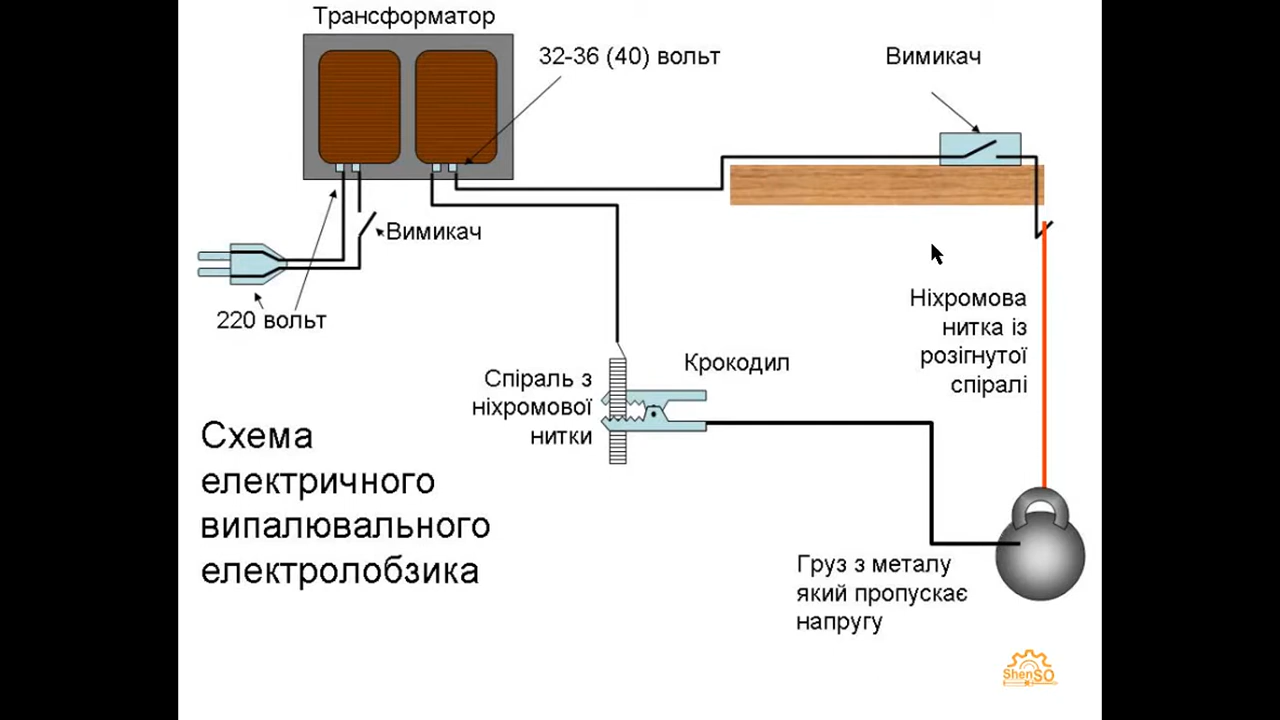 Трансформатор
32-36 (40) вольт
Вимикач
Вимикач
220 вольт
Ніхромова
нитка із
розігнутої
спіралі
Крокодил
Спіраль з
ніхромової
нитки
Схема
електричного
випалювального
електролобзика
Груз з металу
який пропускає
напругу
ShenSO